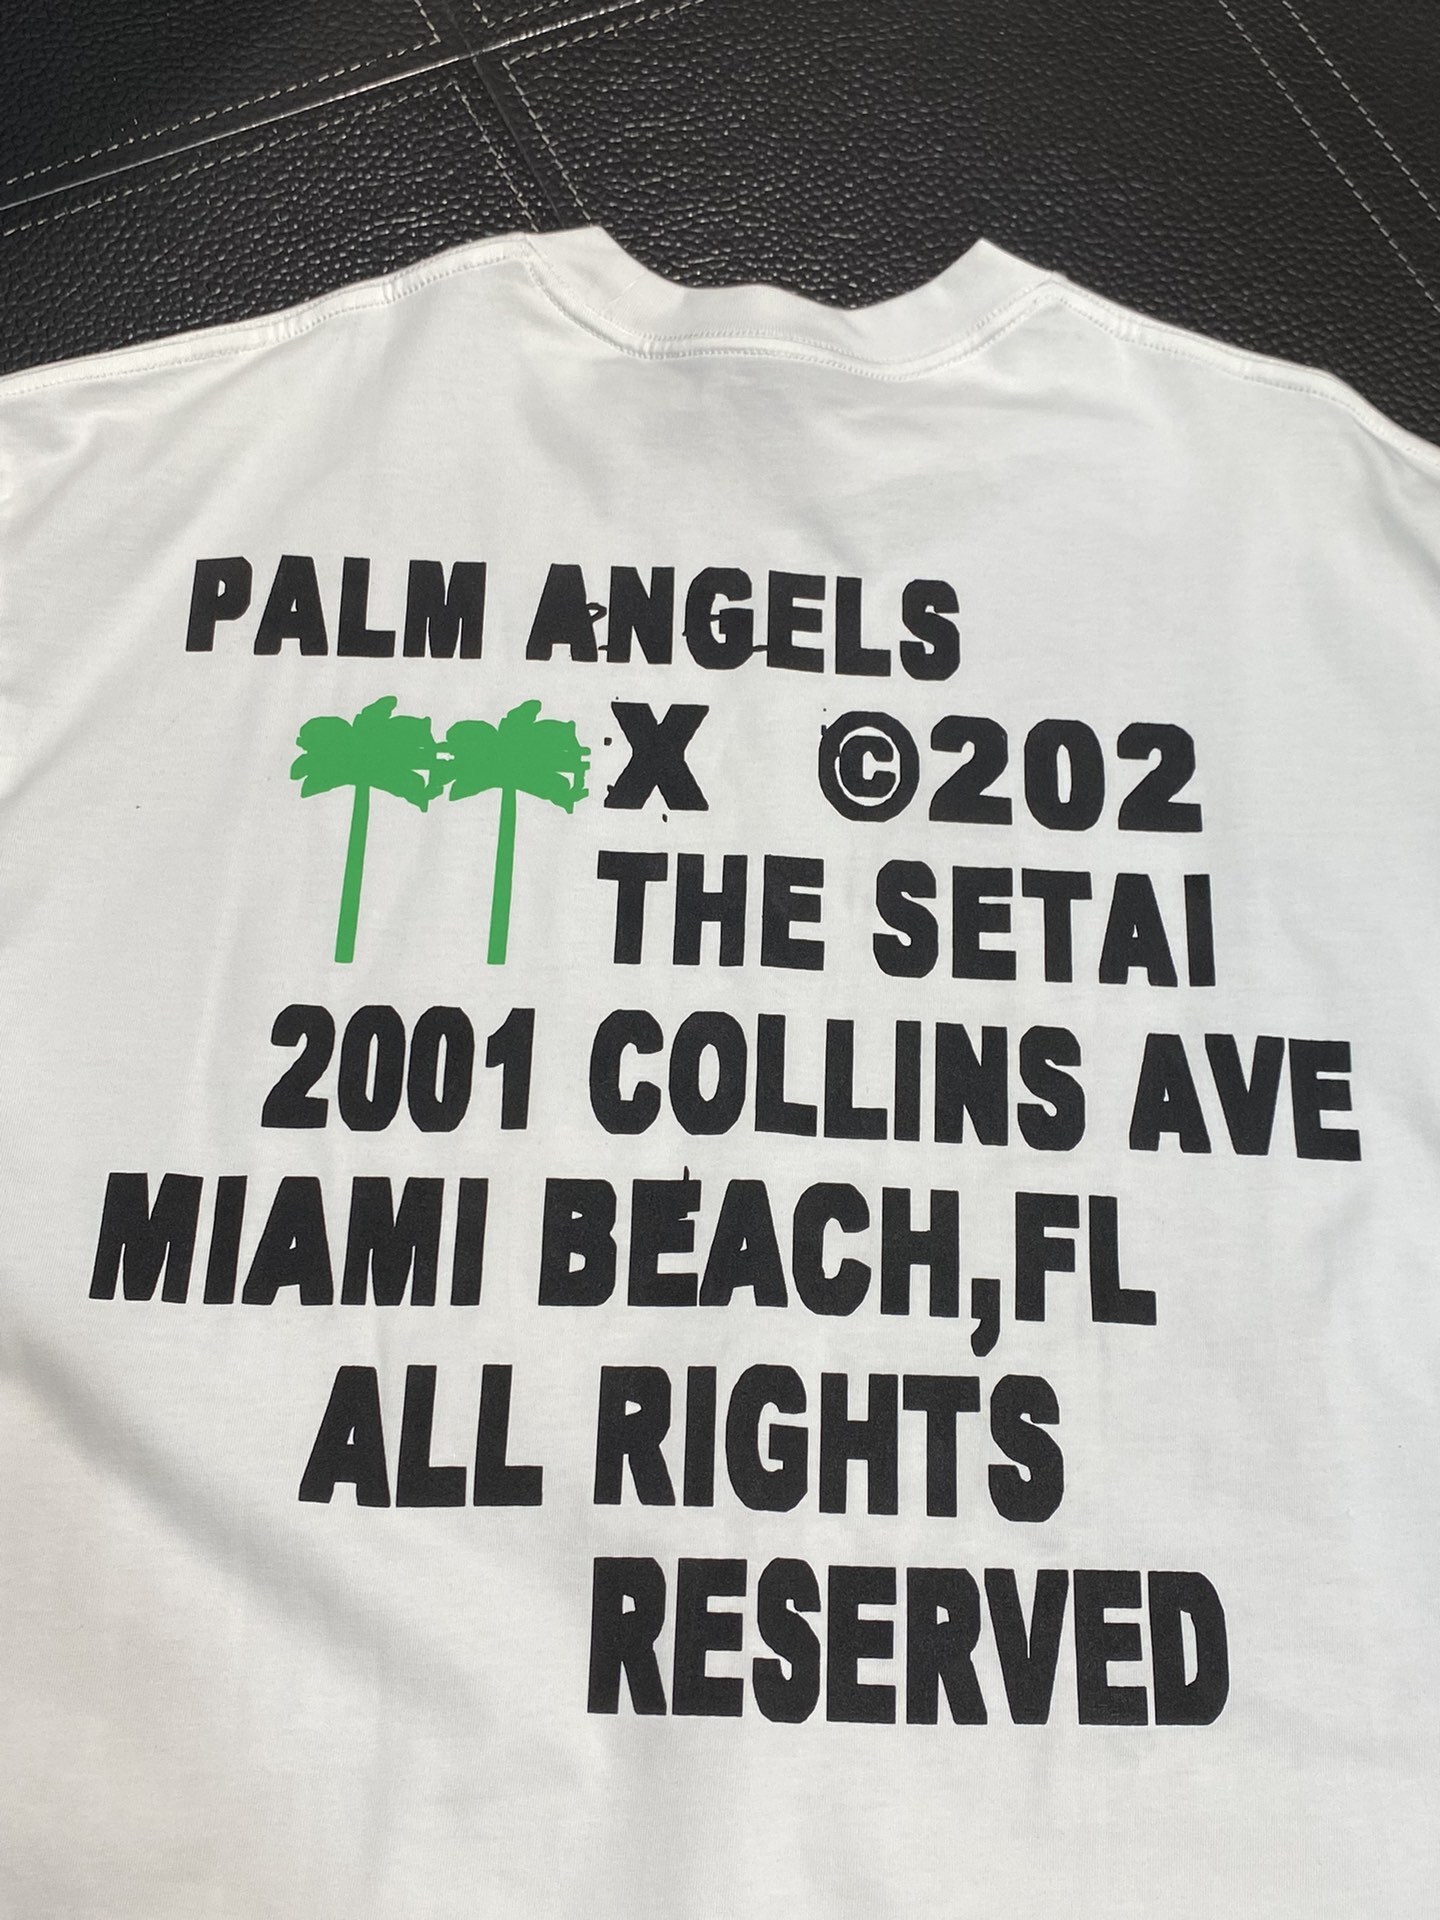 PALM ANGELS
X ©202
THE SETAI
2001 COLLINS AVE
MIAMI BEACH,FL
ALL RIGHTS
RESERVED